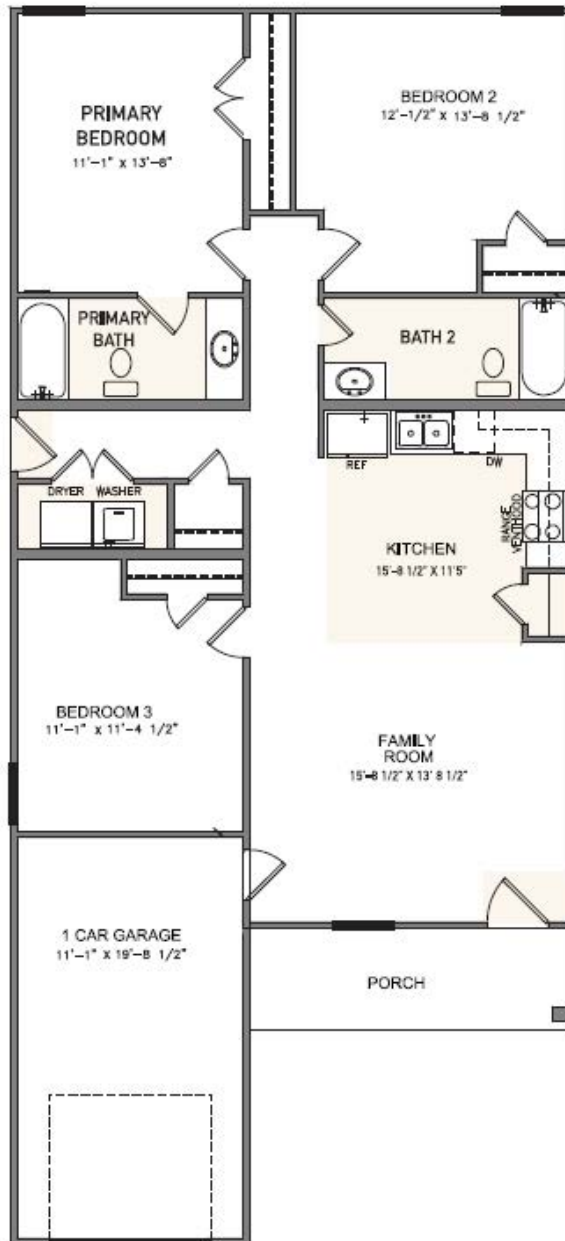 PRIMARY
BEDROOM
11'-1" x 13'-8"
BEDROOM 2
12'-1/2" x 13'-8 1/2"
PRIMARY
BATH
BATH 2
REF
DW
DRYER WASHER
RANGE
VENTHOOD
KITCHEN
15'-8 1/2" X 11'5"
BEDROOM 3
11'-1" x 11'-4 1/2"
FAMILY
ROOM
15'-8 1/2" X 13' 8 1/2"
1 CAR GARAGE
11'-1" x 19'-8 1/2"
PORCH